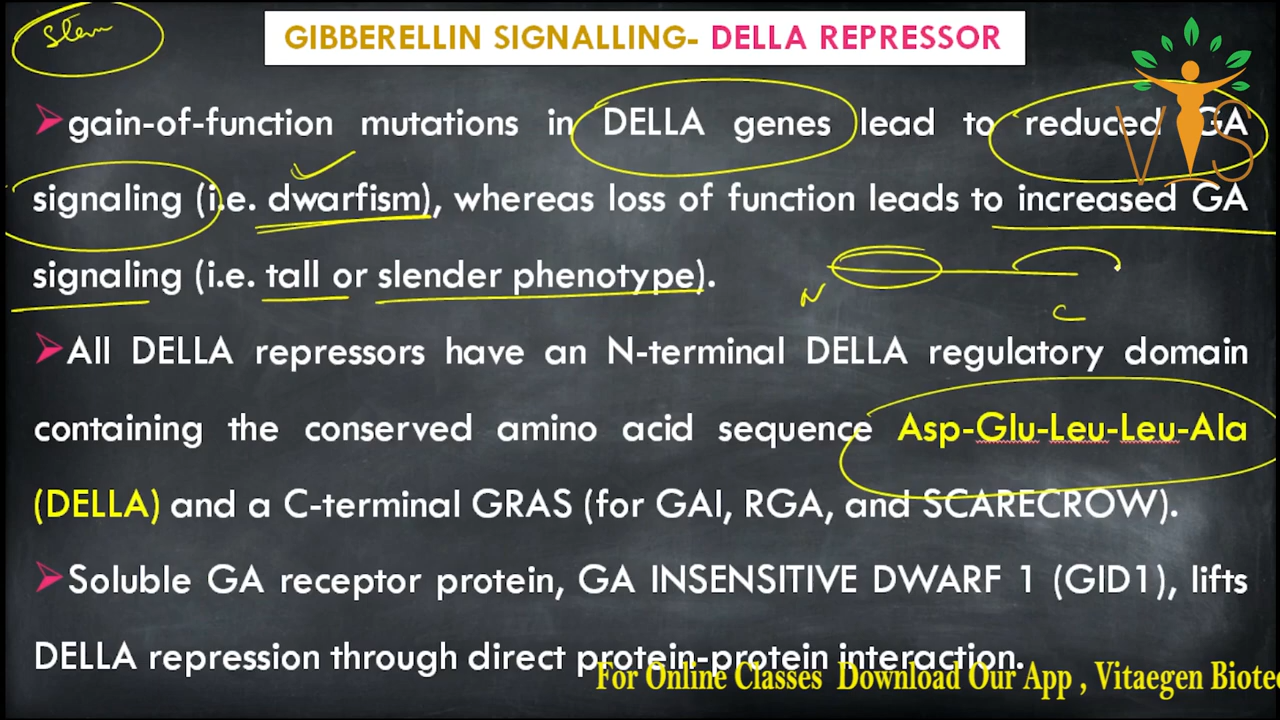 Stem
GIBBERELLIN SIGNALLING- DELLA REPRESSOR
➤gain-of-function mutations in DELLA genes lead to reduced GA
signaling (i.e. dwarfism), whereas loss of function leads to increased GA
signaling (i.e. tall or slender phenotype).
N
C
➤All DELLA repressors have an N-terminal DELLA regulatory domain
containing the conserved amino acid sequence Asp-Glu-Leu-Leu-Ala
(DELLA) and a C-terminal GRAS (for GAI, RGA, and SCARECROW).
➤Soluble GA receptor protein, GA INSENSITIVE DWARF 1 (GID1), lifts
DELLA repression through direct protein-protein interaction.
For Online Classes Download Our App , Vitaegen Biotec
V S